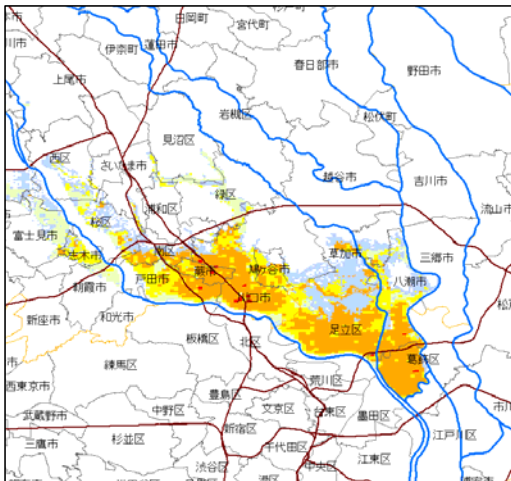 日岡町
宮代町
伊奈町
蓮田市
川市
春日部市
上尾市
野田市
岩槻区
松伏町
見沼区
西区
さいたま市
越谷市
吉川市
緑区
浦和区
流山市
桜区
富士見市
南区
草加市
三郷市
志木市
蕨市
鳩ヶ谷市
戸田市
八潮市
朝霞市
川口市
新座市
和光市
足立区
板橋区
北区
葛飾区
練馬区
荒川区
西東京市
豊島区
文京区
台東区
墨田区
市川
武蔵野市
中野区
新宿区
江戸川区
三鷹市
杉並区
千代田区
江東区
渋谷区
中央区
港区